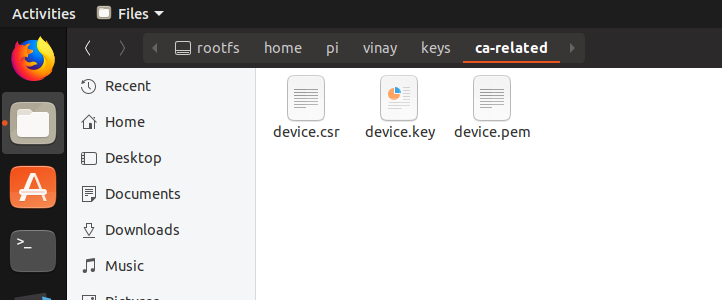 Activities Files
rootfs home pi vinay keys ca-related
Recent
Home
Desktop
Documents
Downloads
Music
Pictures
device.csr device.key device.pem
>_